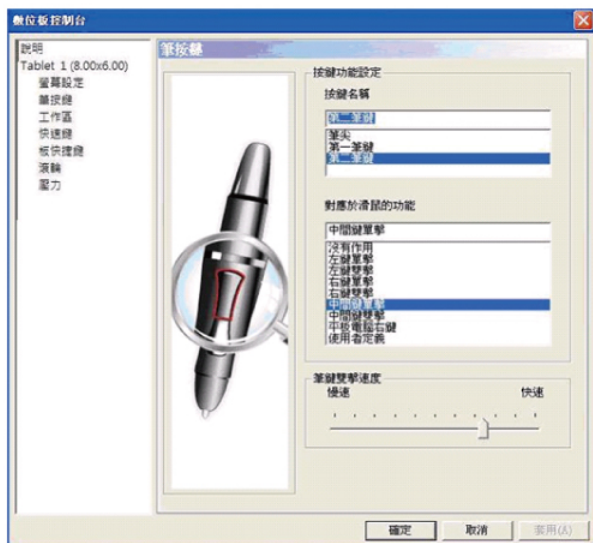 數位板控制台
說明
Tablet 1 (8.00x6.00)
螢幕設定
筆按鍵
工作區
快速鍵
板快捷鍵
滾輪
壓力
筆按鍵
按鍵功能設定
按鍵名稱
第二筆鍵
筆尖
第一筆鍵
第二筆鍵
對應於滑鼠的功能
中間鍵單擊
沒有作用
左鍵單擊
左鍵雙擊
右鍵單擊
右鍵雙擊
中間鍵單擊
中間鍵雙擊
平板電腦右鍵
使用者定義
筆鍵雙擊速度
慢速 快速
確定 取消 套用(A)